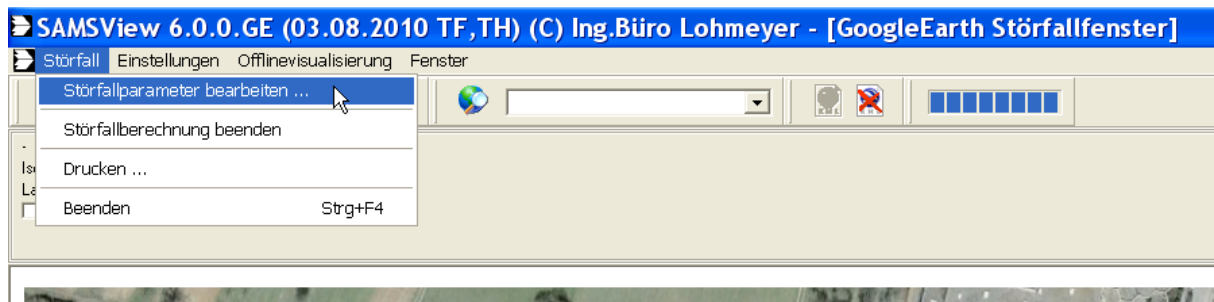 SAMSView 6.0.0.GE (03.08.2010 TF,TH) (C) Ing.Büro Lohmeyer - [GoogleEarth Störfallfenster]
Störfall Einstellungen Offlinevisualisierung Fenster
Störfallparameter bearbeiten ...
Störfallberechnung beenden
Drucken ...
Beenden Strg+F4